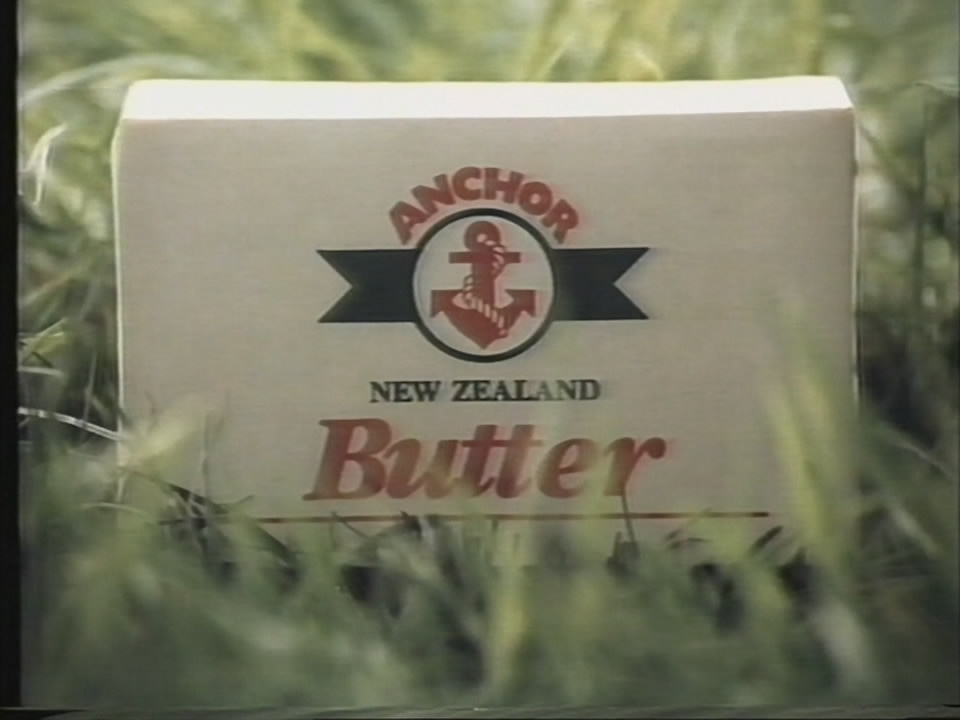 ANCHOR
NEW ZEALAND
Butter